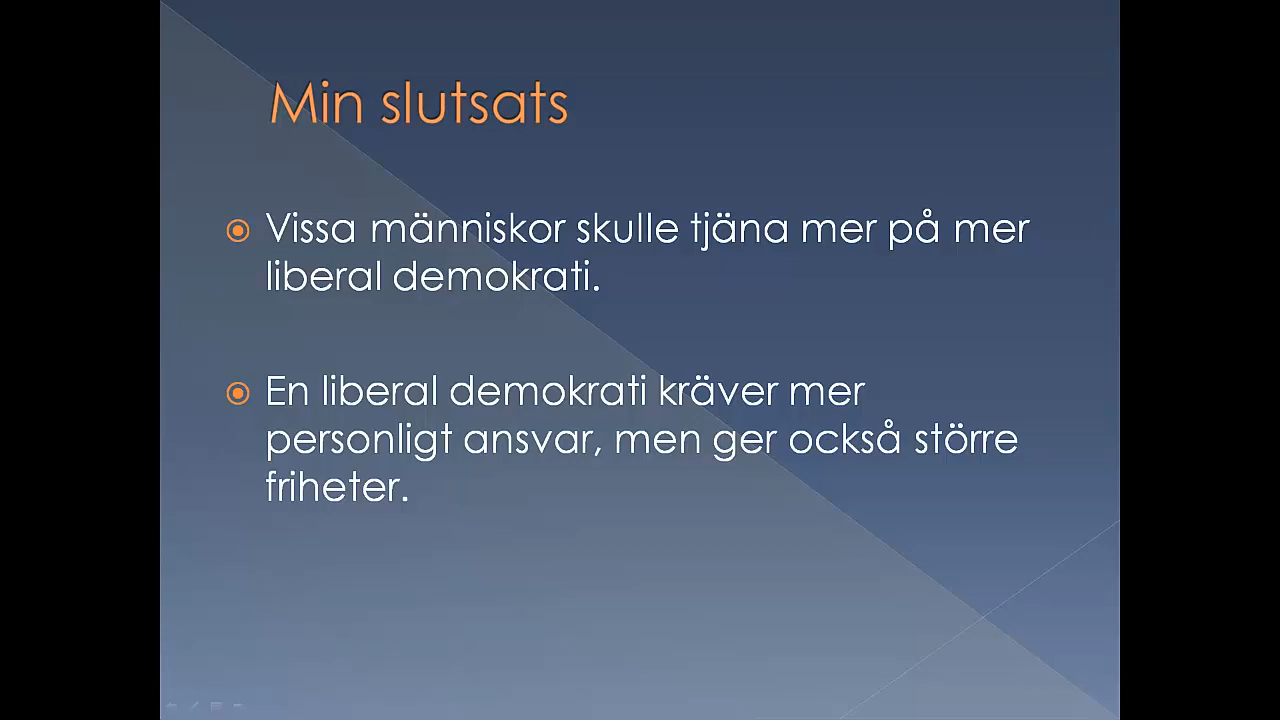 Min slutsats
Vissa människor skulle tjäna mer på mer
liberal demokrati.
En liberal demokrati kräver mer
personligt ansvar, men ger också större
friheter.